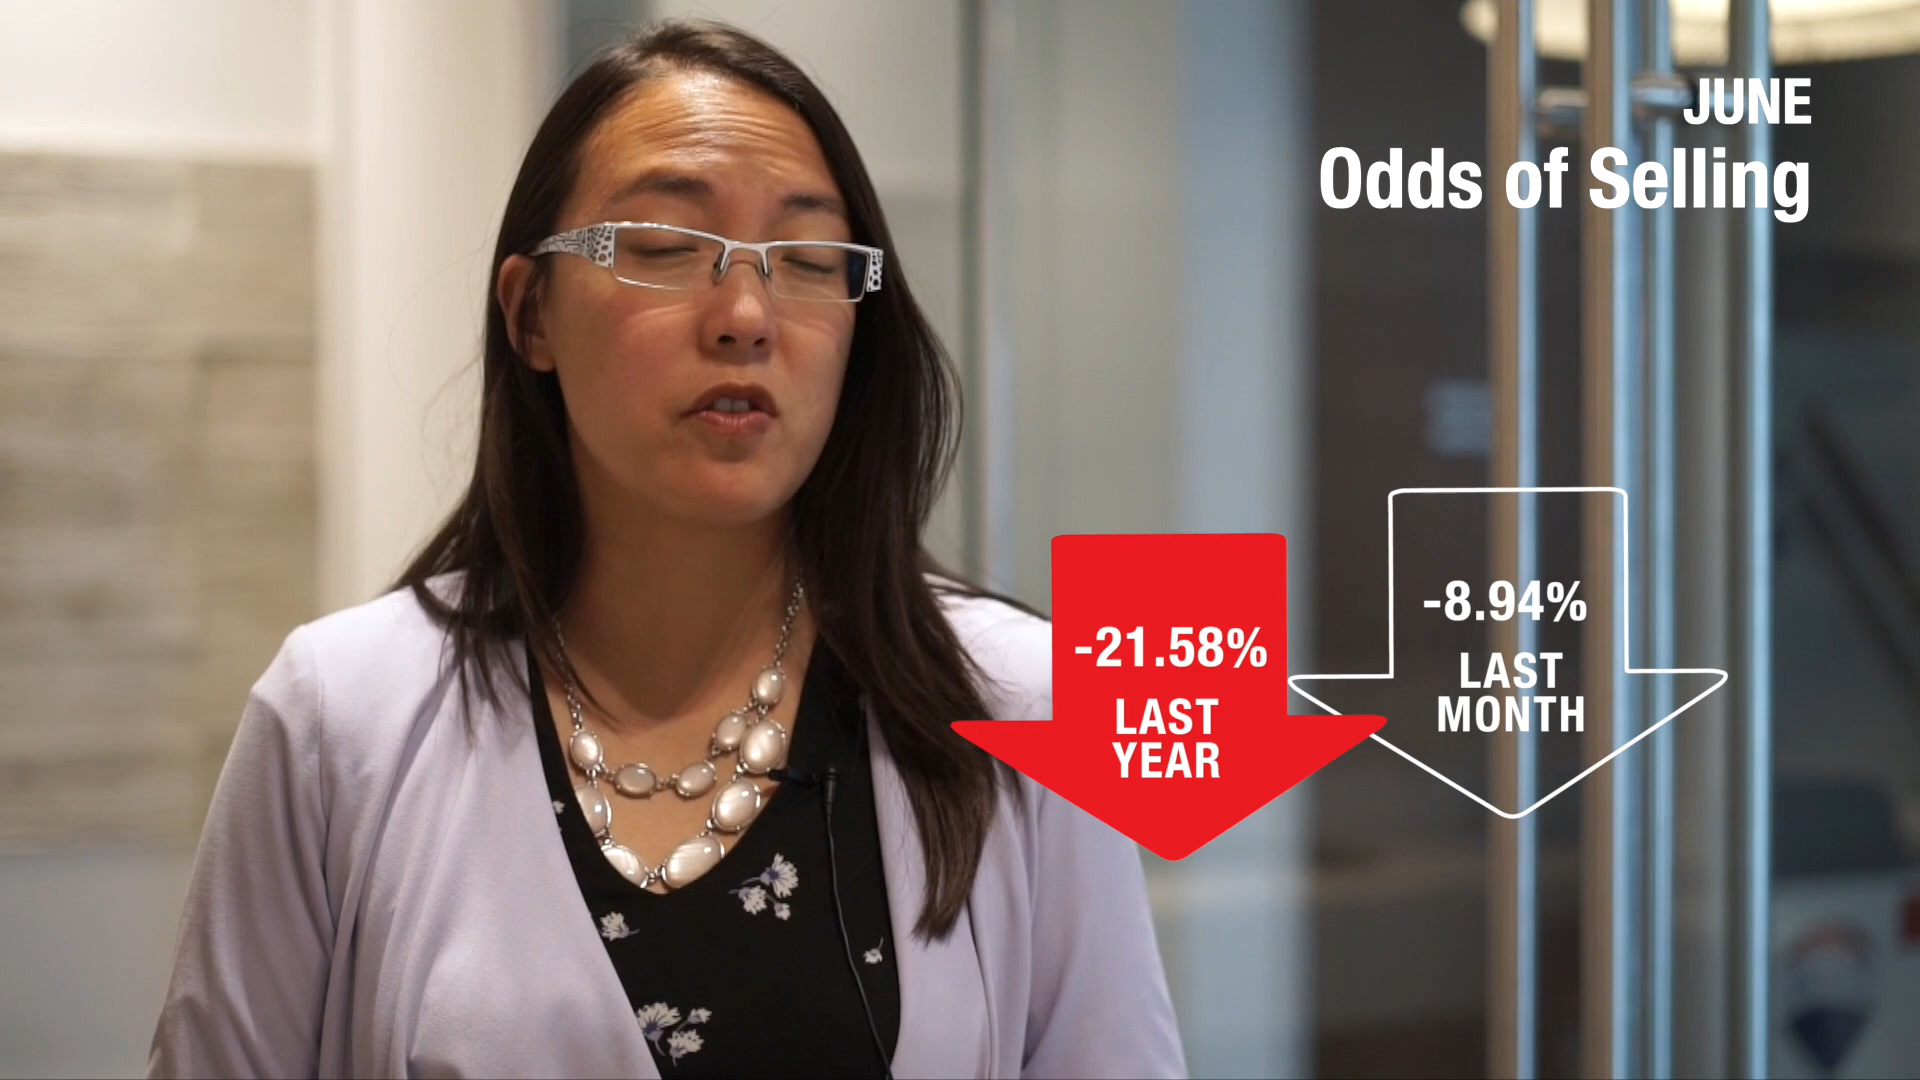 JUNE
Odds of Selling
-21.58%
LAST
YEAR
-8.94%
LAST
MONTH